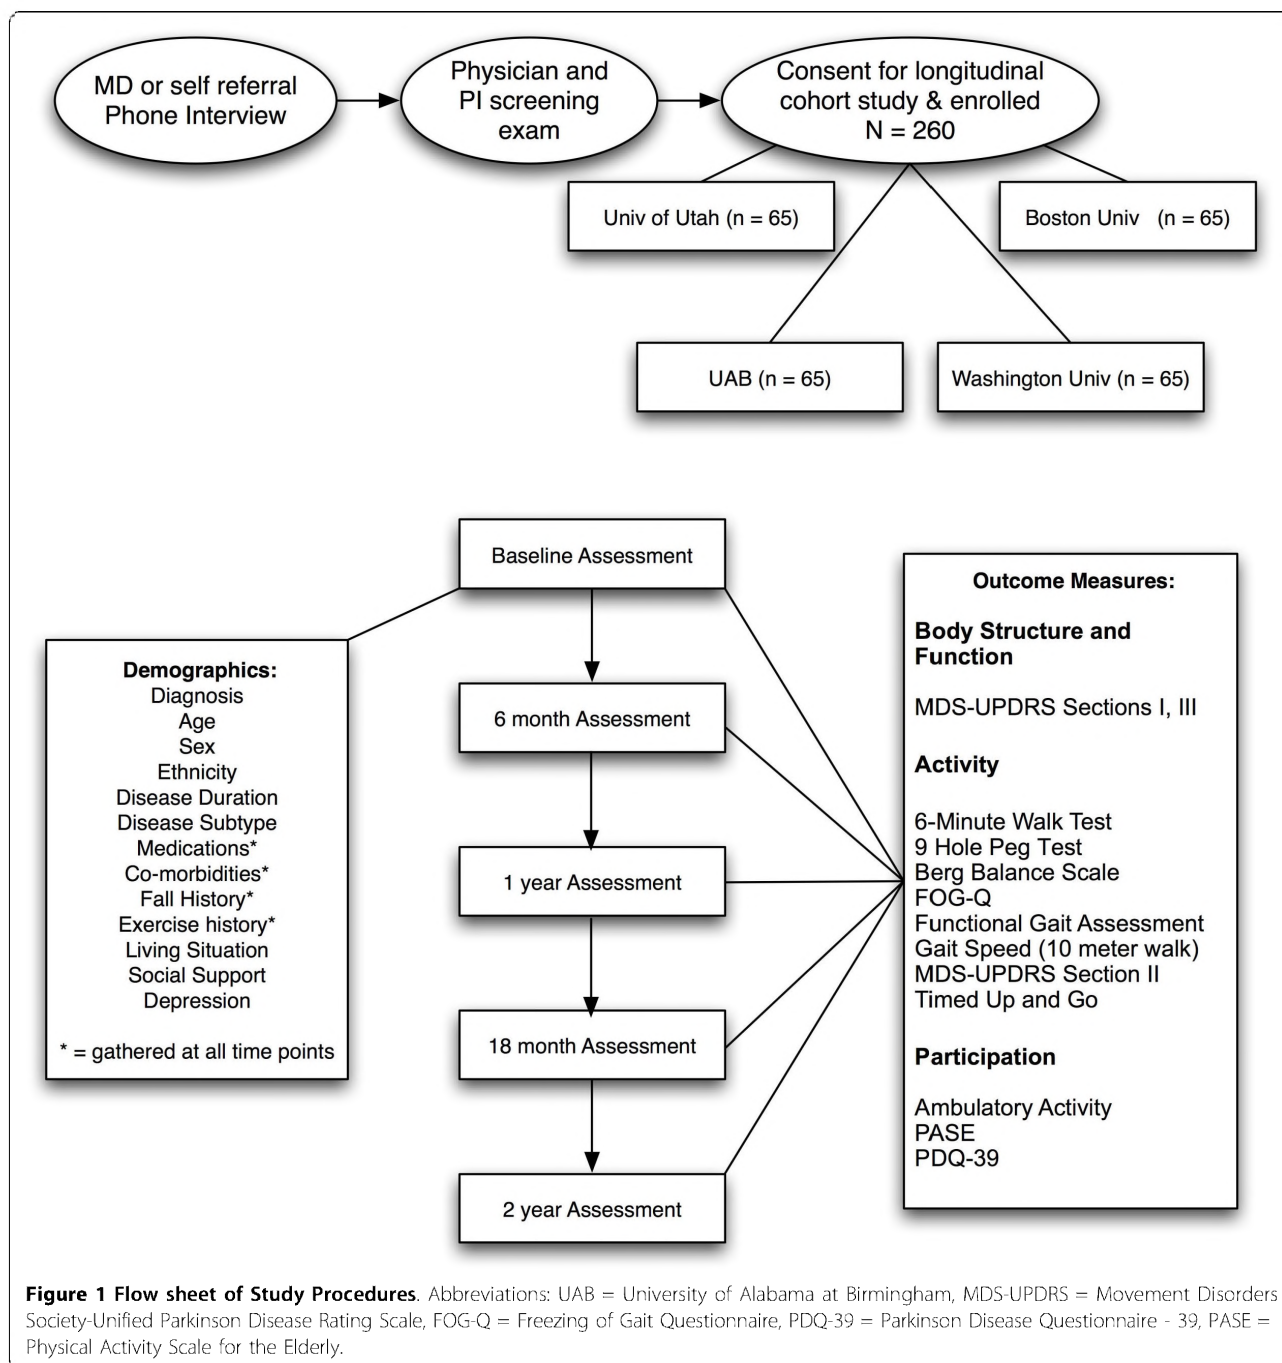 MD or self referral
Phone Interview
Physician and
PI screening
exam
Consent for longitudinal
cohort study & enrolled
N = 260
Univ of Utah (n = 65)
Boston Univ (n = 65)
UAB (n = 65)
Washington Univ (n = 65)
Baseline Assessment
6 month Assessment
1 year Assessment
18 month Assessment
2 year Assessment
Demographics:
Diagnosis
Age
Sex
Ethnicity
Disease Duration
Disease Subtype
Medications*
Co-morbidities*
Fall History*
Exercise history*
Living Situation
Social Support
Depression
* = gathered at all time points
Outcome Measures:
Body Structure and
Function
MDS-UPDRS Sections I, III
Activity
6-Minute Walk Test
9 Hole Peg Test
Berg Balance Scale
FOG-Q
Functional Gait Assessment
Gait Speed (10 meter walk)
MDS-UPDRS Section II
Timed Up and Go
Participation
Ambulatory Activity
PASE
PDQ-39
Figure 1 Flow sheet of Study Procedures. Abbreviations: UAB = University of Alabama at Birmingham, MDS-UPDRS = Movement Disorders
Society-Unified Parkinson Disease Rating Scale, FOG-Q = Freezing of Gait Questionnaire, PDQ-39 = Parkinson Disease Questionnaire - 39, PASE =
Physical Activity Scale for the Elderly.